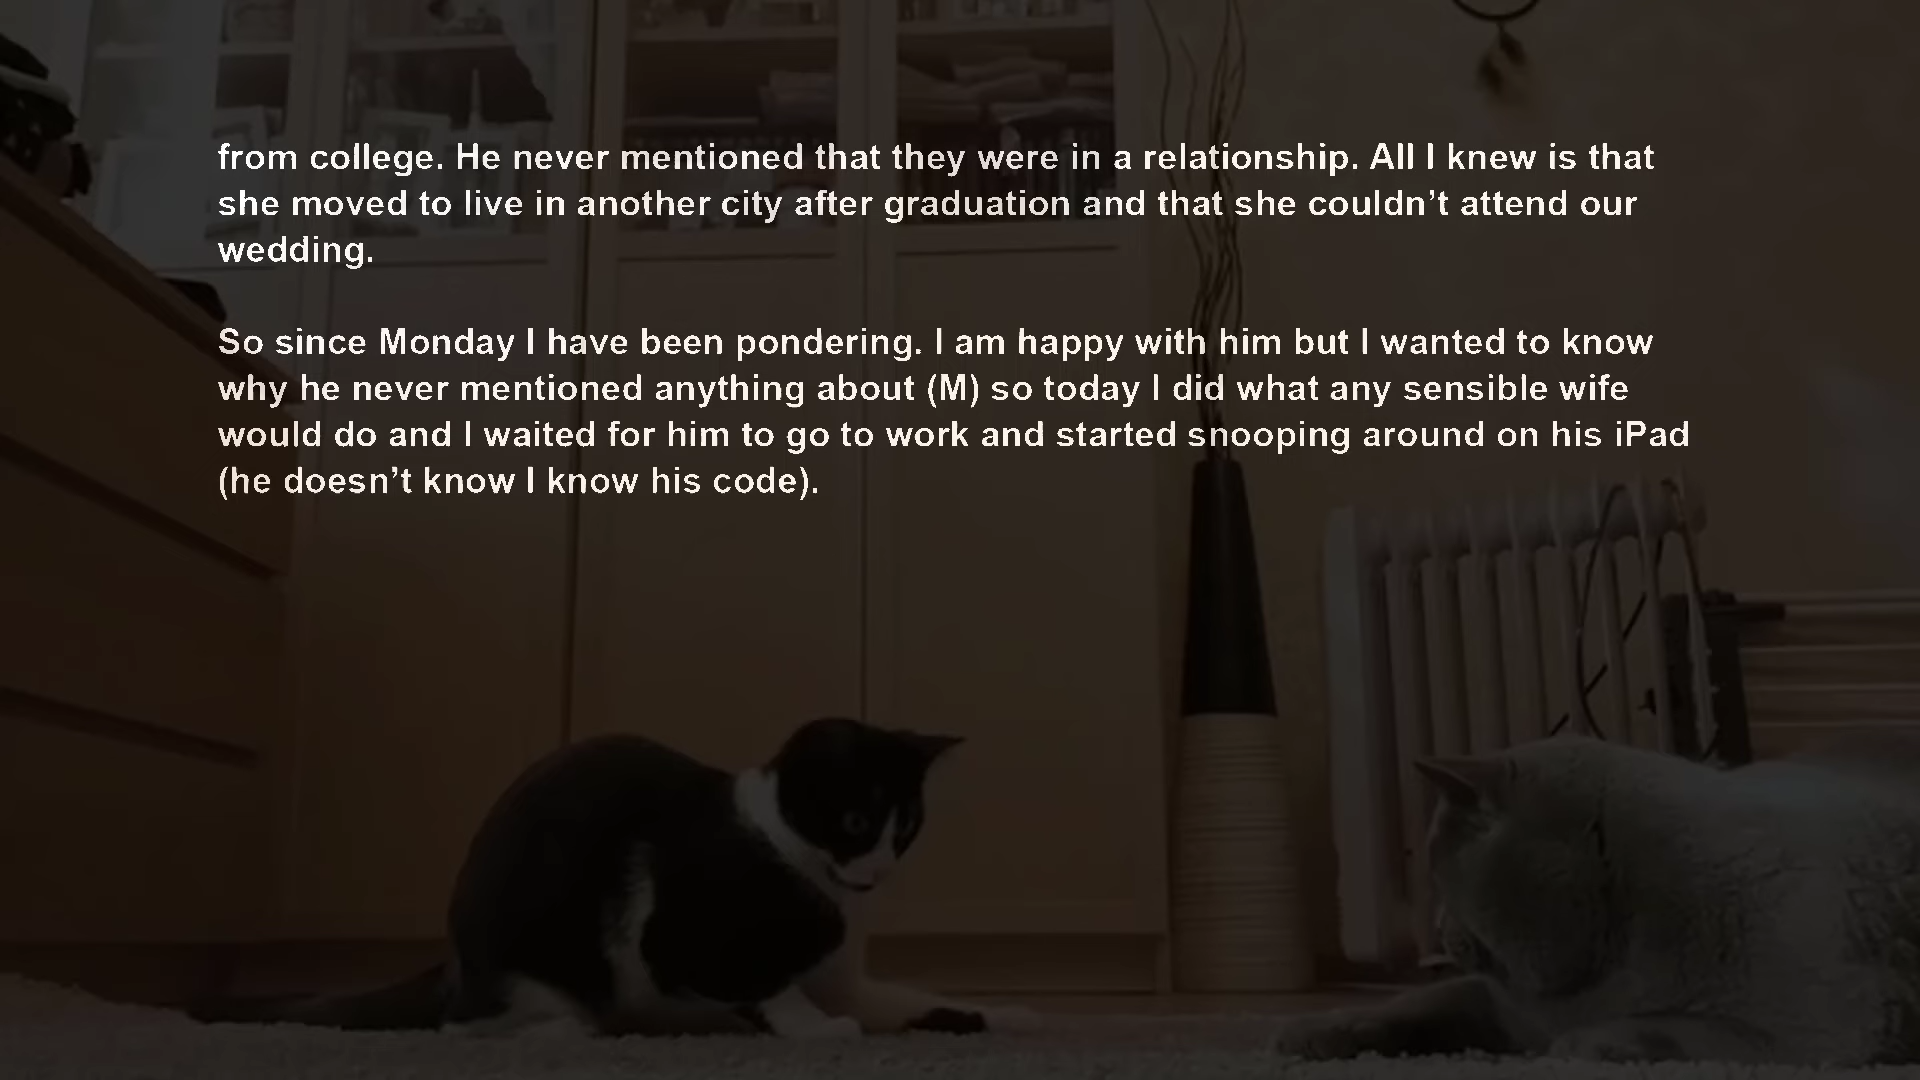 from college. He never mentioned that they were in a relationship. All I knew is that
she moved to live in another city after graduation and that she couldn’t attend our
wedding.
So since Monday I have been pondering. I am happy with him but I wanted to know
why he never mentioned anything about (M) so today I did what any sensible wife
would do and I waited for him to go to work and started snooping around on his iPad
(he doesn’t know I know his code).